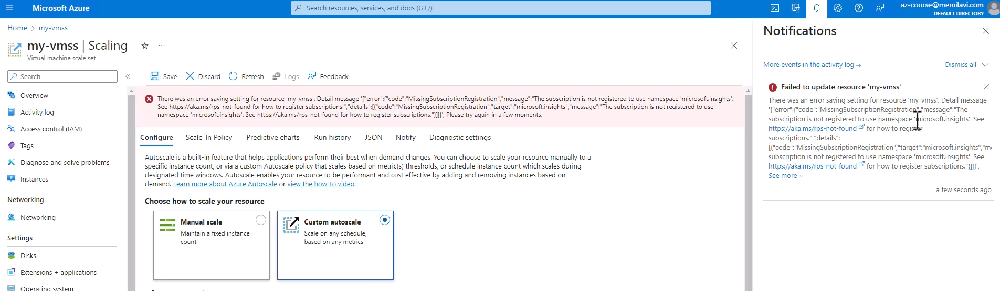 Microsoft Azure
Search resources, services, and docs (G+/)
az-course@memilavi.com
DEFAULT DIRECTORY
Home > my-vmss
my-vmss | Scaling
Virtual machine scale set
Search
Save
Discard
Refresh
Logs
Feedback
Overview
Activity log
Access control (IAM)
Tags
Diagnose and solve problems
Instances
Networking
Networking
Settings
Disks
Extensions + applications
Operating system
There was an error saving setting for resource 'my-vmss'. Detail message '{"error":{"code":"MissingSubscriptionRegistration","message":"The subscription is not registered to use namespace 'microsoft.insights'.
See https://aka.ms/rps-not-found for how to register subscriptions.","details":[{"code":"MissingSubscriptionRegistration","target":"microsoft.insights","message":"The subscription is not registered to use
namespace 'microsoft.insights'. See https://aka.ms/rps-not-found for how to register subscriptions."}]}}', Please try again in a few moments.
Configure
Scale-In Policy
Predictive charts
Run history
JSON
Notify
Diagnostic settings
Autoscale is a built-in feature that helps applications perform their best when demand changes. You can choose to scale your resource manually to a
specific instance count, or via a custom Autoscale policy that scales based on metric(s) thresholds, or schedule instance count which scales during
designated time windows. Autoscale enables your resource to be performant and cost effective by adding and removing instances based on
demand. Learn more about Azure Autoscale or view the how-to video.
Choose how to scale your resource
Manual scale
Maintain a fixed instance
count
Custom autoscale
Scale on any schedule,
based on any metrics
Notifications
More events in the activity log →
Dismiss all
Failed to update resource 'my-vmss'
There was an error saving setting for resource 'my-vmss'. Detail message
'{"error":{"code":"MissingSubscriptionRegistration","message":"The
subscription is not registered to use namespace 'microsoft.insights'. See
https://aka.ms/rps-not-found for how to register
subscriptions.","details":
[{"code":"MissingSubscriptionRegistration","target":"microsoft.insights","m
subscription is not registered to use namespace 'microsoft.insights'. See
https://aka.ms/rps-not-found for how to register subscriptions."}]}}',
See more
a few seconds ago